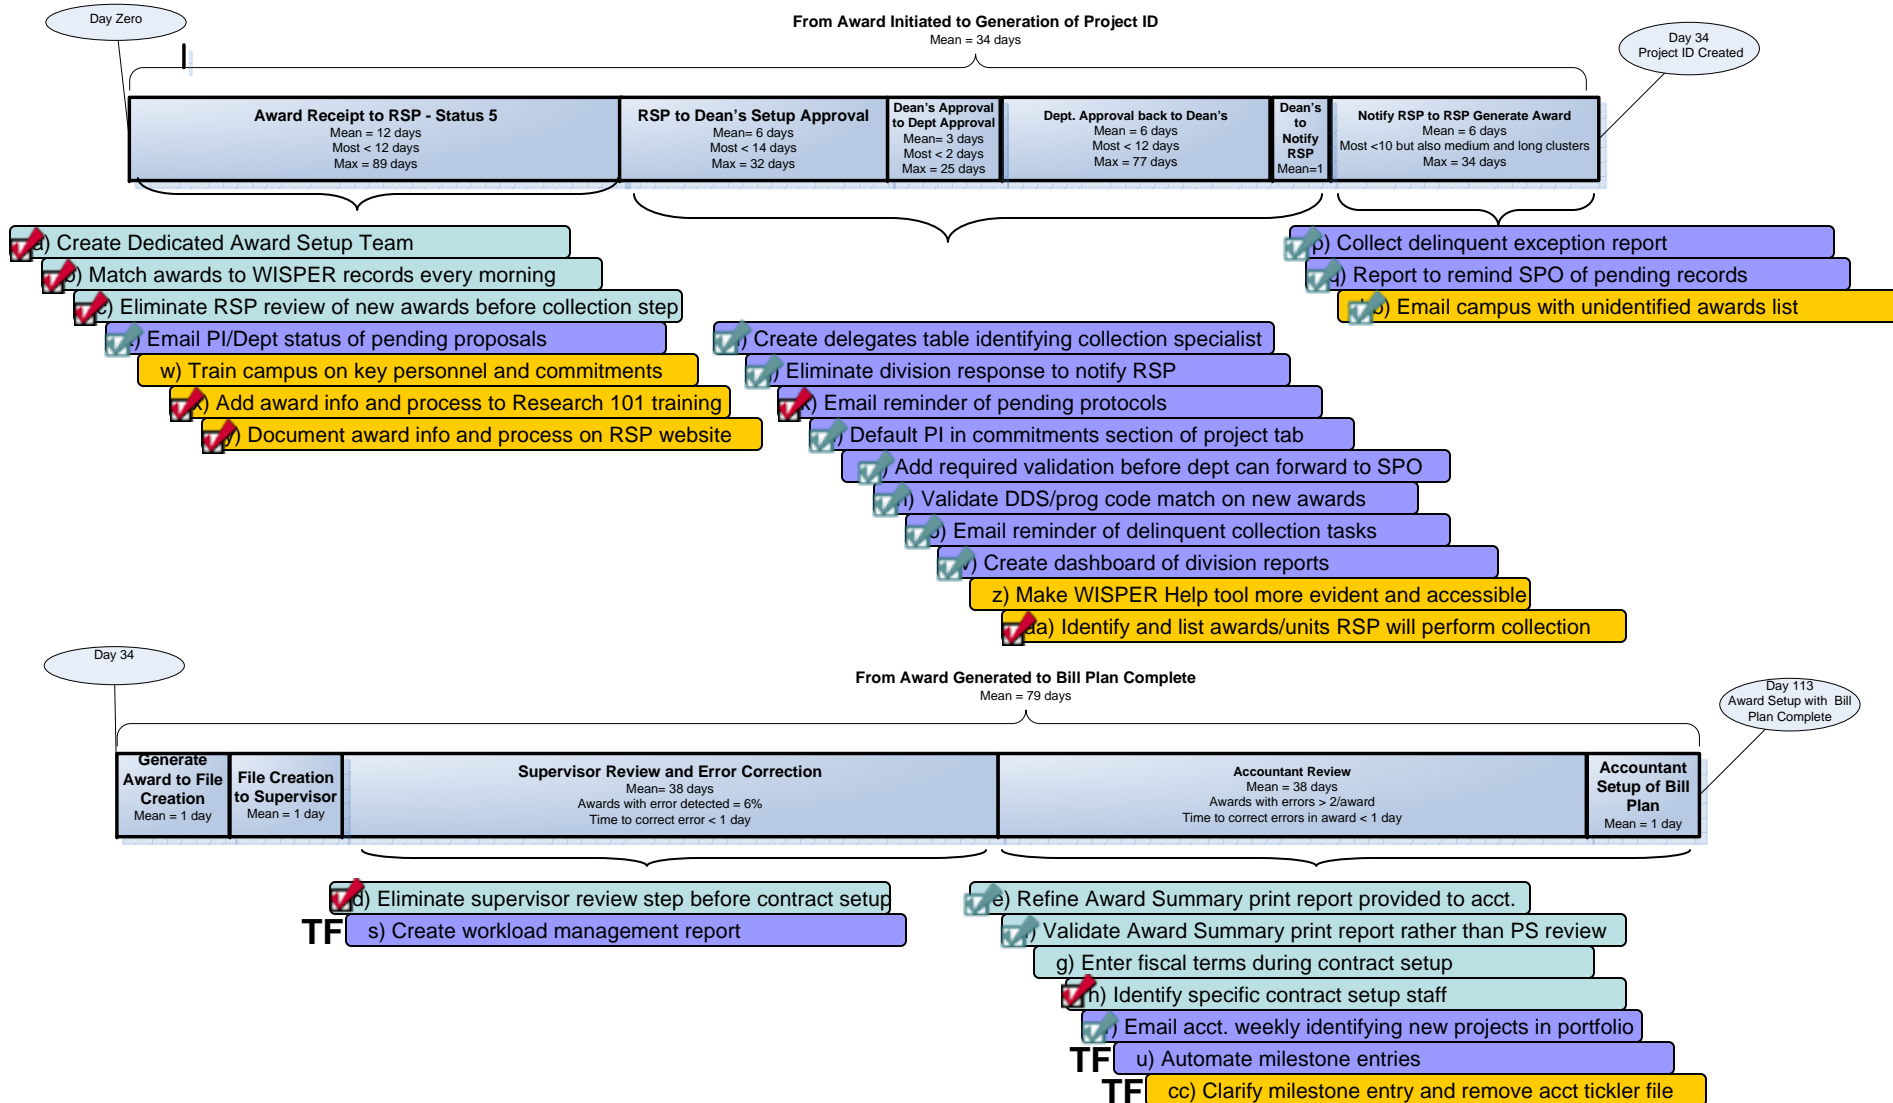 Day Zero
From Award Initiated to Generation of Project ID
Mean = 34 days
Day 34
Project ID Created
Award Receipt to RSP - Status 5
Mean = 12 days
Most < 12 days
Max = 89 days
RSP to Dean's Setup Approval
Mean= 6 days
Most < 14 days
Max = 32 days
Dean's Approval
to Dept Approval
Mean= 3 days
Most < 2 days
Max = 25 days
Dept. Approval back to Dean's
Mean = 6 days
Most < 12 days
Max = 77 days
Dean's
to
Notify
RSP
Mean=1
Notify RSP to RSP Generate Award
Mean = 6 days
Most <10 but also medium and long clusters
Max = 34 days
) Create Dedicated Award Setup Team
) Match awards to WISPER records every morning
) Eliminate RSP review of new awards before collection step
) Email PI/Dept status of pending proposals
w) Train campus on key personnel and commitments
) Add award info and process to Research 101 training
) Document award info and process on RSP website
) Create delegates table identifying collection specialist
) Eliminate division response to notify RSP
) Email reminder of pending protocols
) Default PI in commitments section of project tab
Add required validation before dept can forward to SPO
) Validate DDS/prog code match on new awards
) Email reminder of delinquent collection tasks
) Create dashboard of division reports
z) Make WISPER Help tool more evident and accessible
aa) Identify and list awards/units RSP will perform collection
p) Collect delinquent exception report
q) Report to remind SPO of pending records
) Email campus with unidentified awards list
Day 34
From Award Generated to Bill Plan Complete
Mean = 79 days
Day 113
Award Setup with Bill
Plan Complete
Generate
Award to File
Creation
Mean = 1 day
File Creation
to Supervisor
Mean = 1 day
Supervisor Review and Error Correction
Mean= 38 days
Awards with error detected = 6%
Time to correct error < 1 day
Accountant Review
Mean = 38 days
Awards with errors > 2/award
Time to correct errors in award < 1 day
Accountant
Setup of Bill
Plan
Mean = 1 day
d) Eliminate supervisor review step before contract setup
TF s) Create workload management report
e) Refine Award Summary print report provided to acct.
) Validate Award Summary print report rather than PS review
g) Enter fiscal terms during contract setup
h) Identify specific contract setup staff
) Email acct. weekly identifying new projects in portfolio
TF u) Automate milestone entries
TF cc) Clarify milestone entry and remove acct tickler file